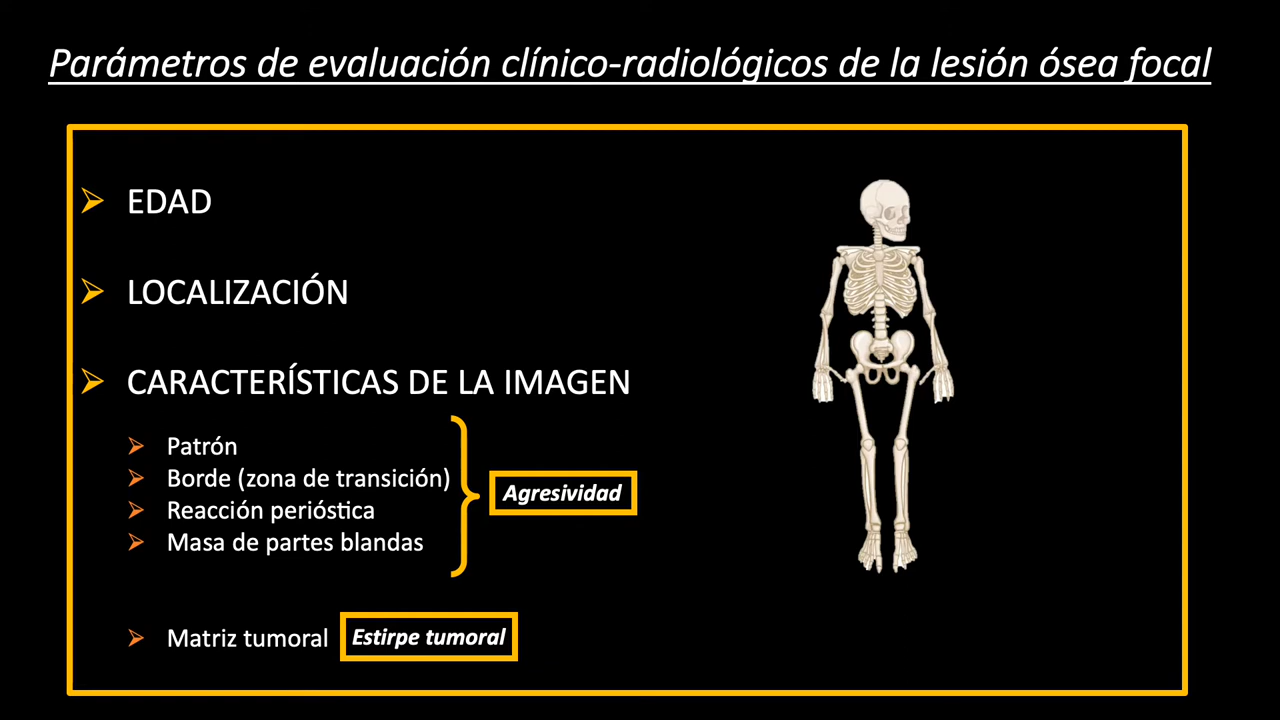 Parámetros de evaluación clínico-radiológicos de la lesión ósea focal
EDAD
LOCALIZACIÓN
CARACTERÍSTICAS DE LA IMAGEN
Patrón
Borde (zona de transición)
Reacción perióstica
Masa de partes blandas
Agresividad
Matriz tumoral
Estirpe tumoral